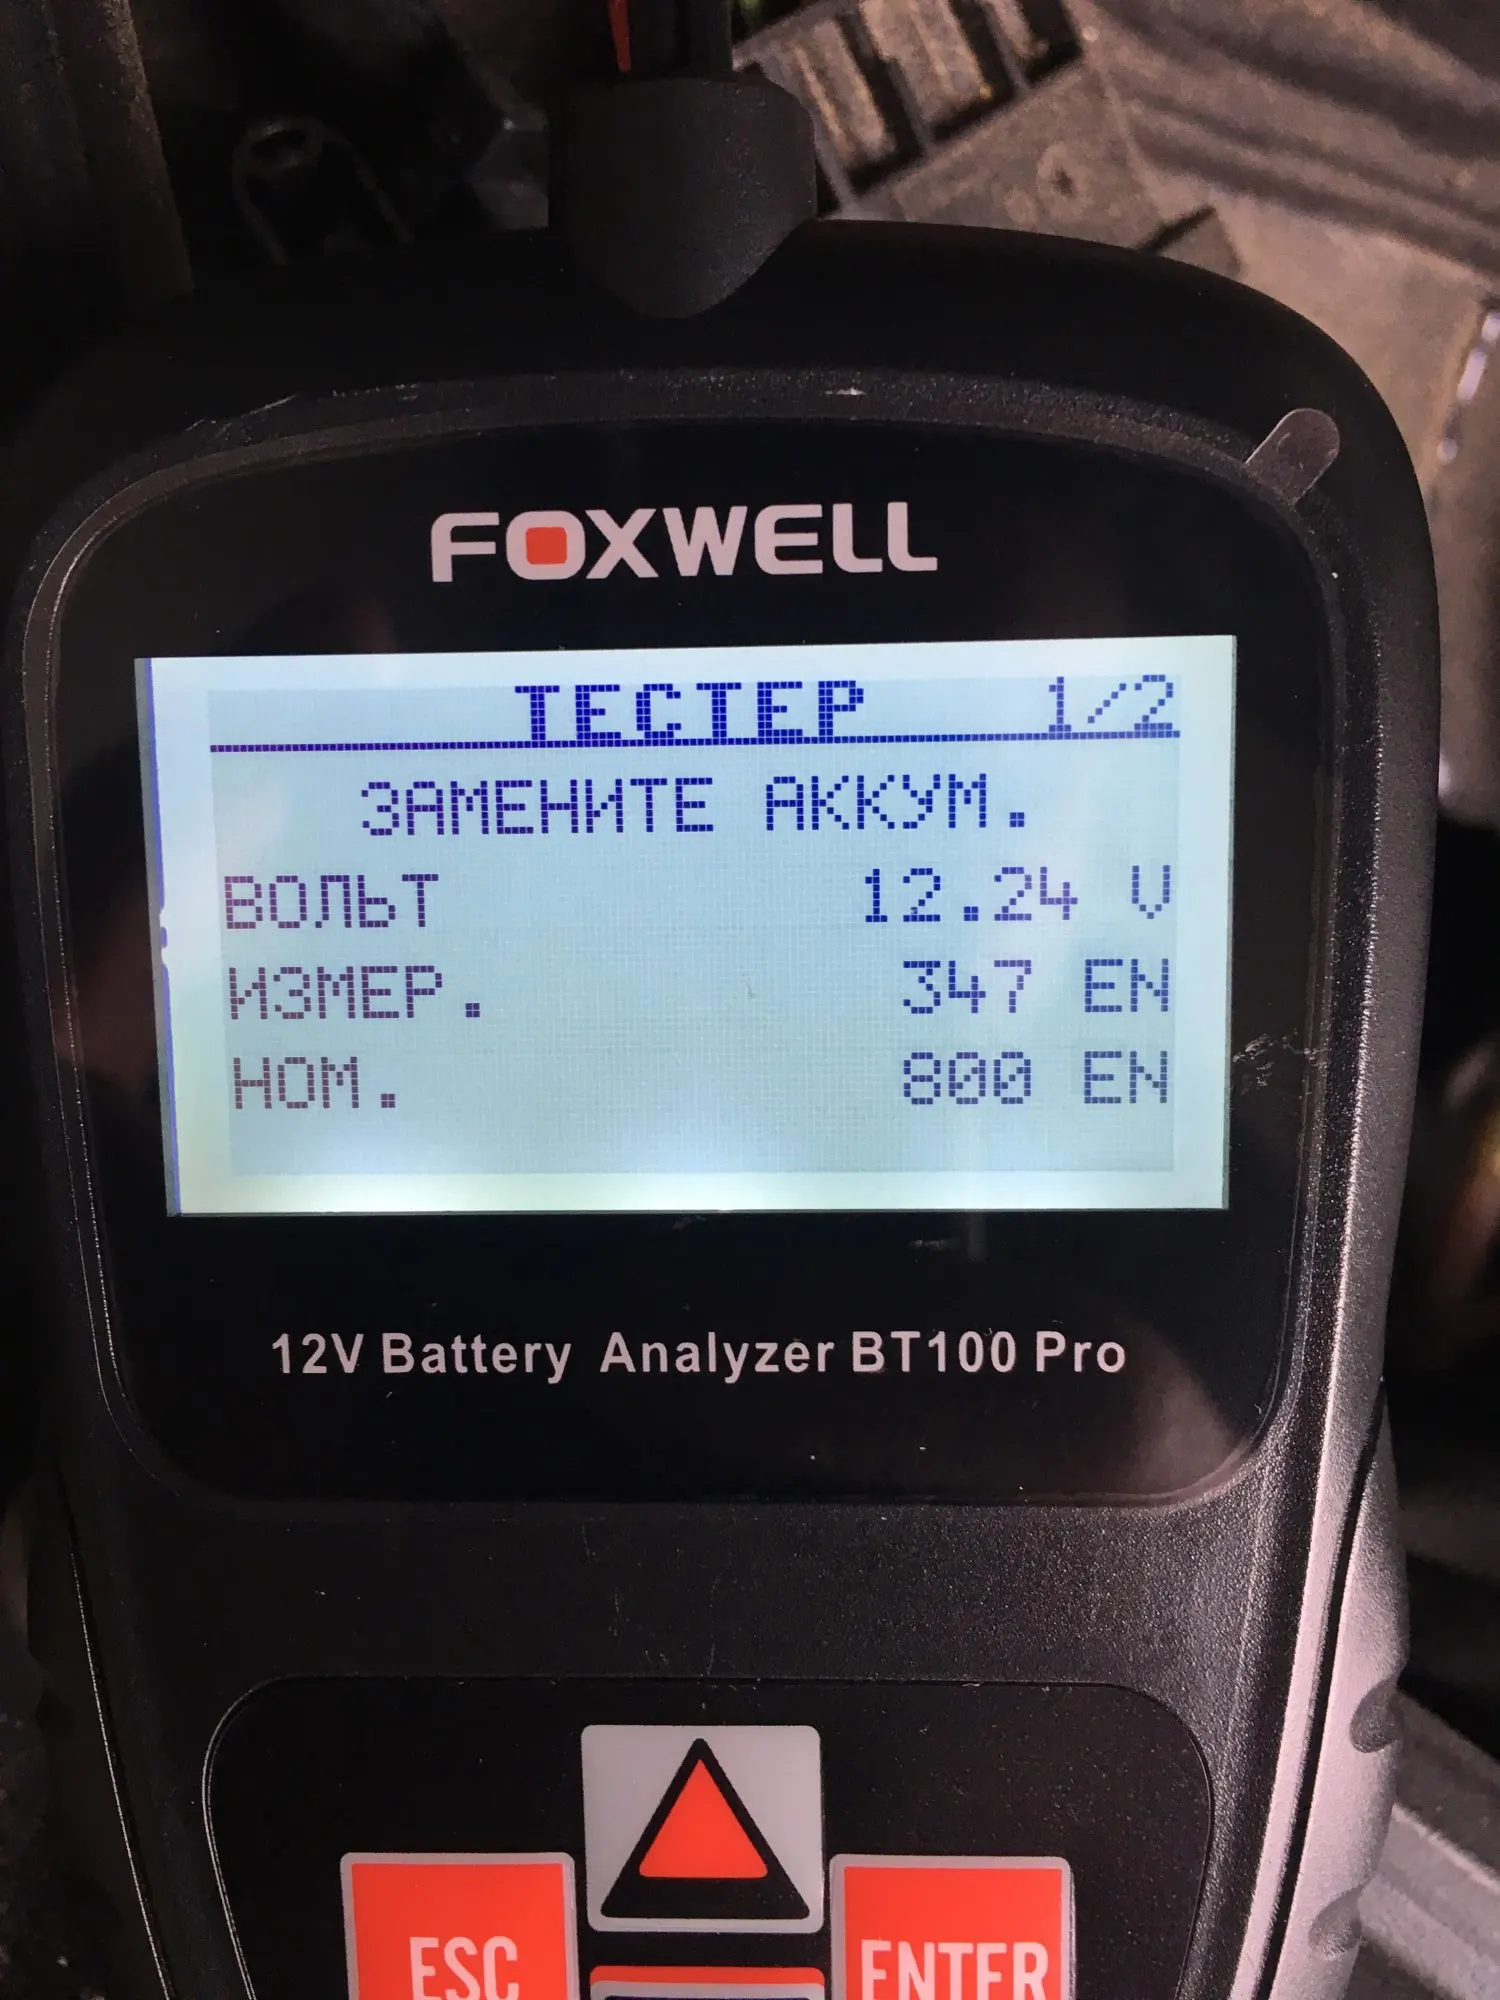 FOXWELL
ТЕСТЕР 1/2
ЗАМЕНИТЕ АККУМ.
ВОЛЬТ 12.24 V
ИЗМЕР. 347 EN
НОМ. 800 EN
12V Battery Analyzer BT100 Pro
ESC ENTER